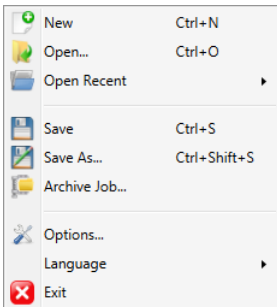 New Ctrl+N
Open... Ctrl+O
Open Recent
Save Ctrl+S
Save As... Ctrl+Shift+S
Archive Job...
Options...
Language
Exit